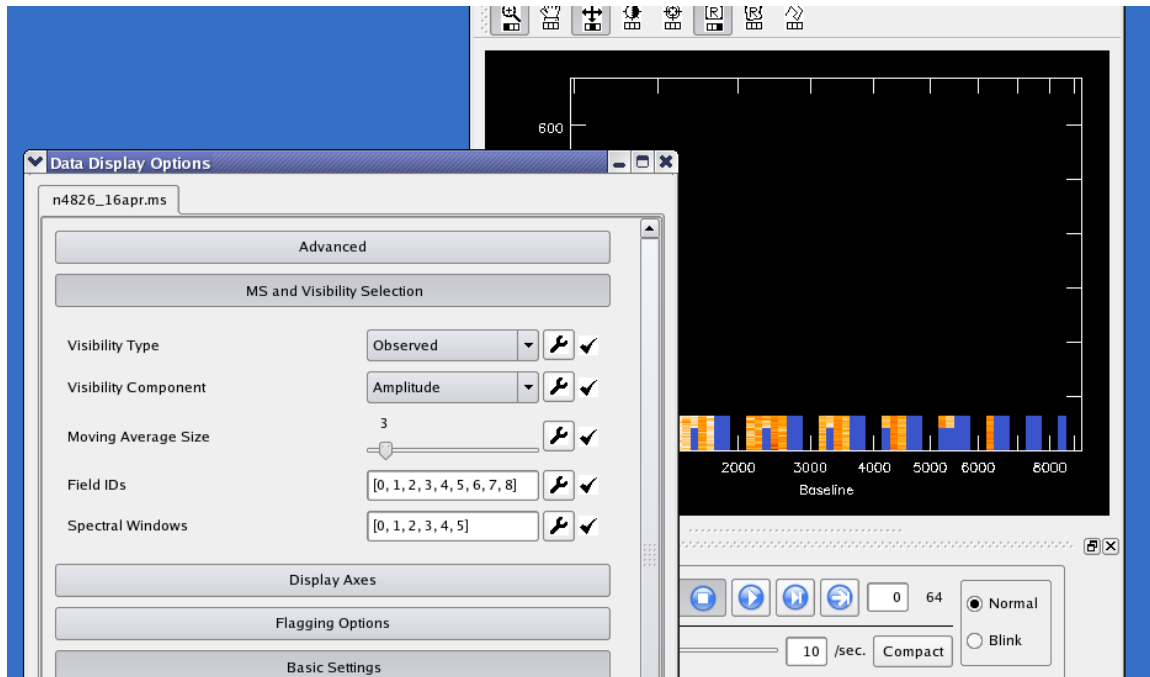 [R]
R
600
Data Display Options
n4826_16apr.ms
Advanced
MS and Visibility Selection
Visibility Type Observed
Visibility Component Amplitude
3
Moving Average Size
Field IDs [0, 1, 2, 3, 4, 5, 6, 7, 8]
Spectral Windows [0, 1, 2, 3, 4, 5]
Display Axes
Flagging Options
Basic Settings
2000 3000 4000 5000 6000 8000
Baseline
0 64 Normal
10 /sec. Compact Blink